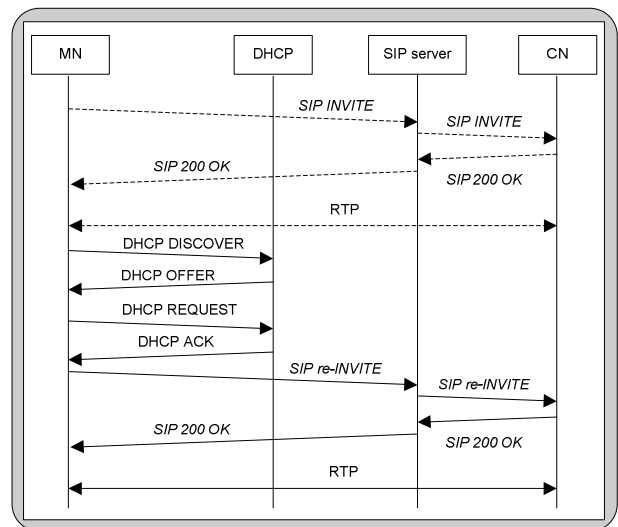 MN
DHCP
SIP server
CN
SIP INVITE
SIP INVITE
SIP 200 OK
SIP 200 OK
RTP
DHCP DISCOVER
DHCP OFFER
DHCP REQUEST
DHCP ACK
SIP re-INVITE
SIP re-INVITE
SIP 200 OK
SIP 200 OK
RTP